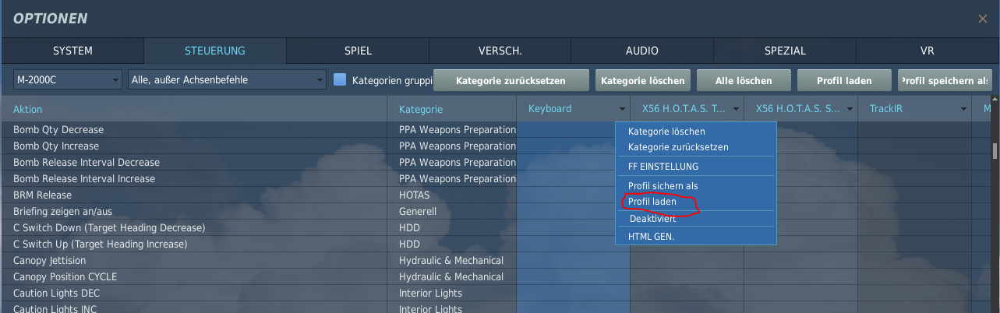 OPTIONEN
SYSTEM STEUERUNG SPIEL VERSCH. AUDIO SPEZIAL VR
M-2000C Alle, außer Achsenbefehle Kategorien gruppi Kategorie zurücksetzen Kategorie löschen Alle löschen Profil laden Profil speichern als
Aktion Kategorie Keyboard X56 H.O.T.A.S. T... X56 H.O.T.A.S. S... TrackIR M
Bomb Qty Decrease PPA Weapons Preparation
Bomb Qty Increase PPA Weapons Preparation
Bomb Release Interval Decrease PPA Weapons Preparation
Bomb Release Interval Increase PPA Weapons Preparation
BRM Release HOTAS
Briefing zeigen an/aus Generell
C Switch Down (Target Heading Decrease) HDD
C Switch Up (Target Heading Increase) HDD
Canopy Jettision Hydraulic & Mechanical
Canopy Position CYCLE Hydraulic & Mechanical
Caution Lights DEC Interior Lights
Caution Lights INC Interior Lights
Kategorie löschen
Kategorie zurücksetzen
FF EINSTELLUNG
Profil sichern als
Profil laden
Deaktiviert
HTML GEN.